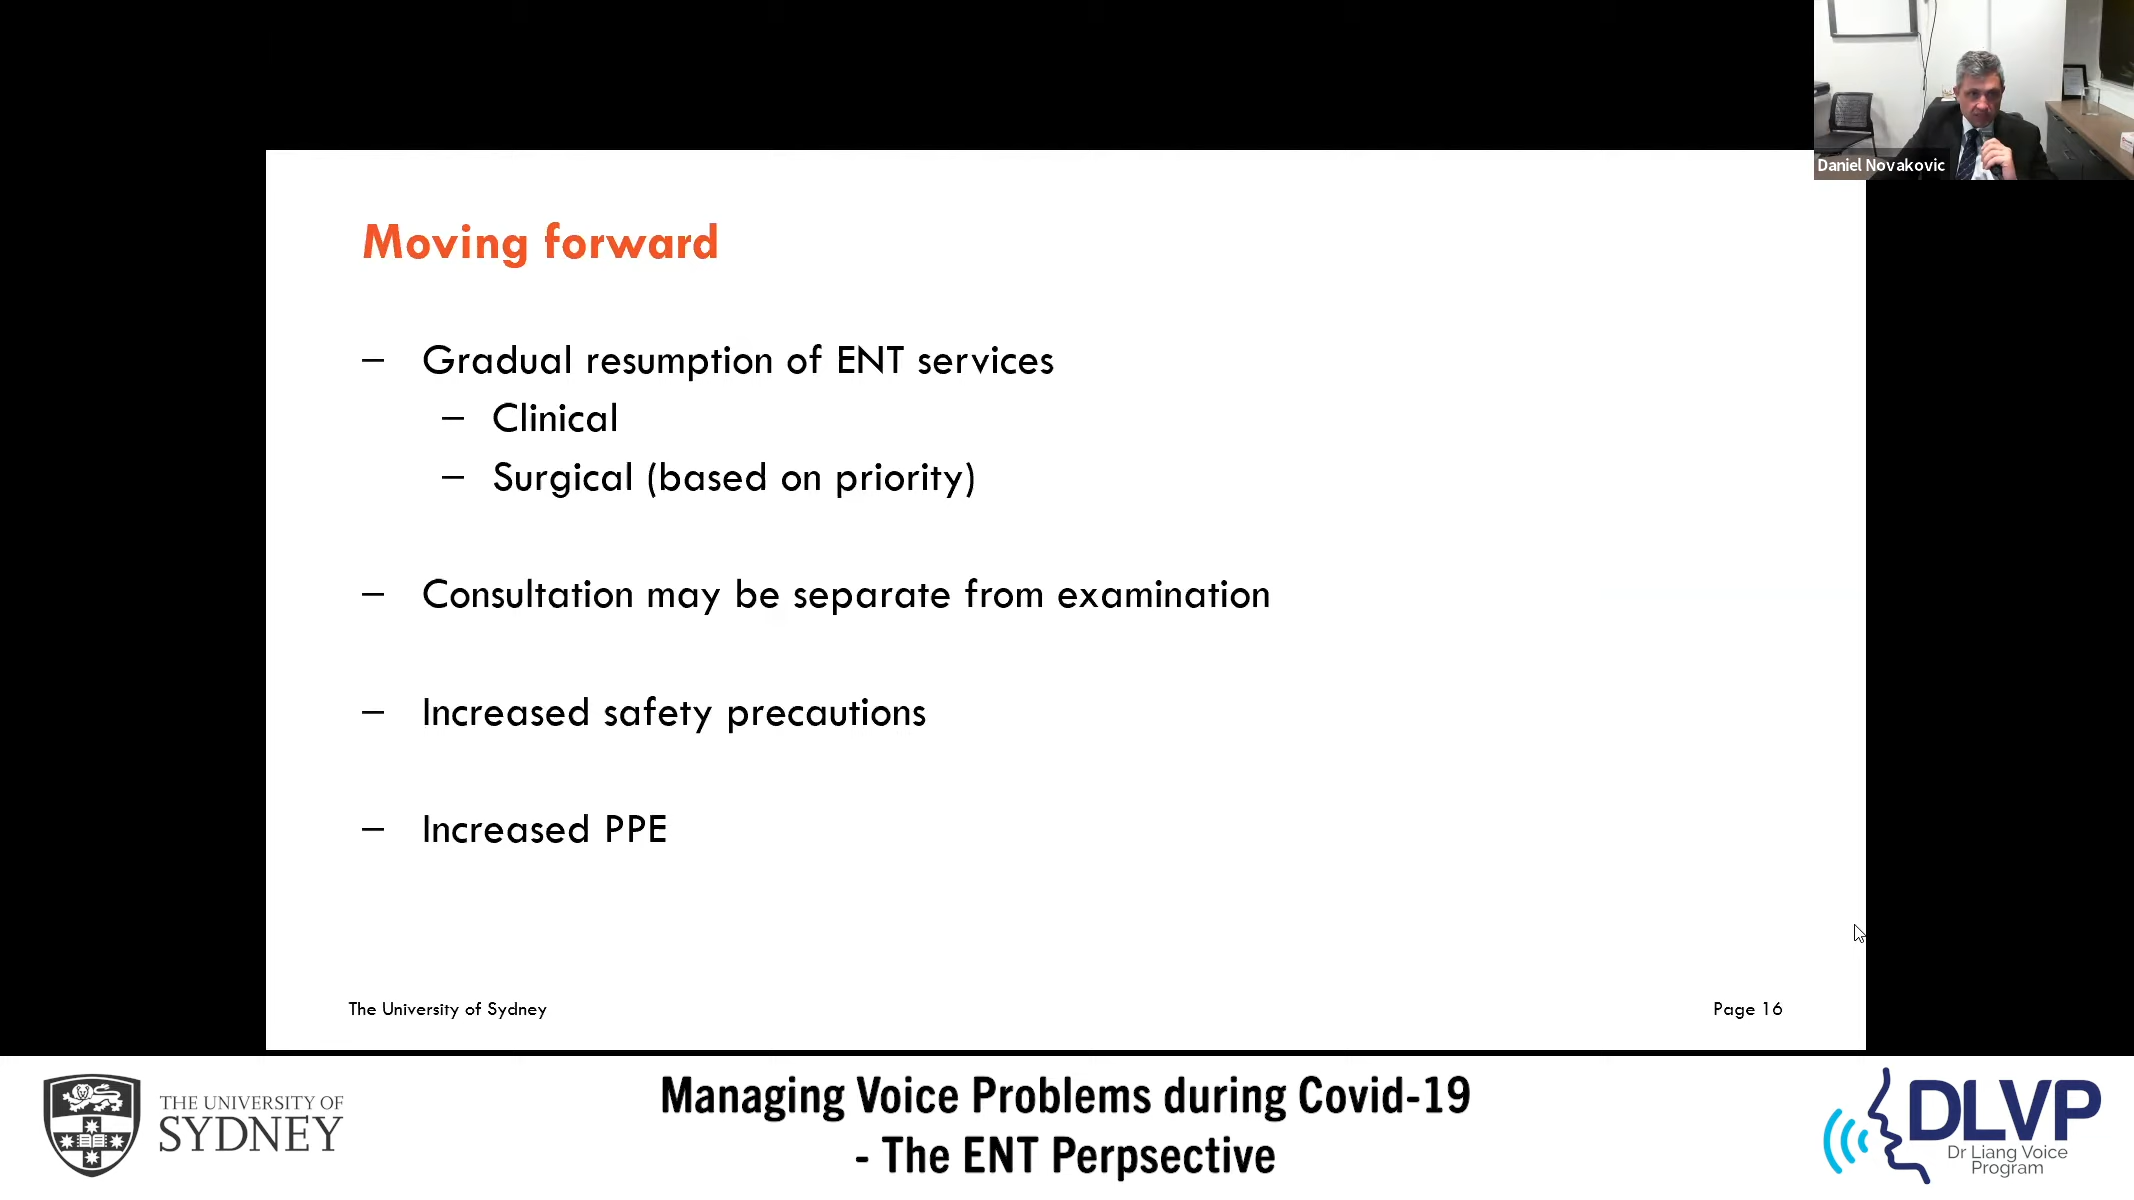 Daniel Novakovic
Moving forward
– Gradual resumption of ENT services
– Clinical
– Surgical (based on priority)
– Consultation may be separate from examination
– Increased safety precautions
– Increased PPE
The University of Sydney
Page 16
THE UNIVERSITY OF
SYDNEY
Managing Voice Problems during Covid-19
- The ENT Perpsective
DLVP
Dr Liang Voice
Program